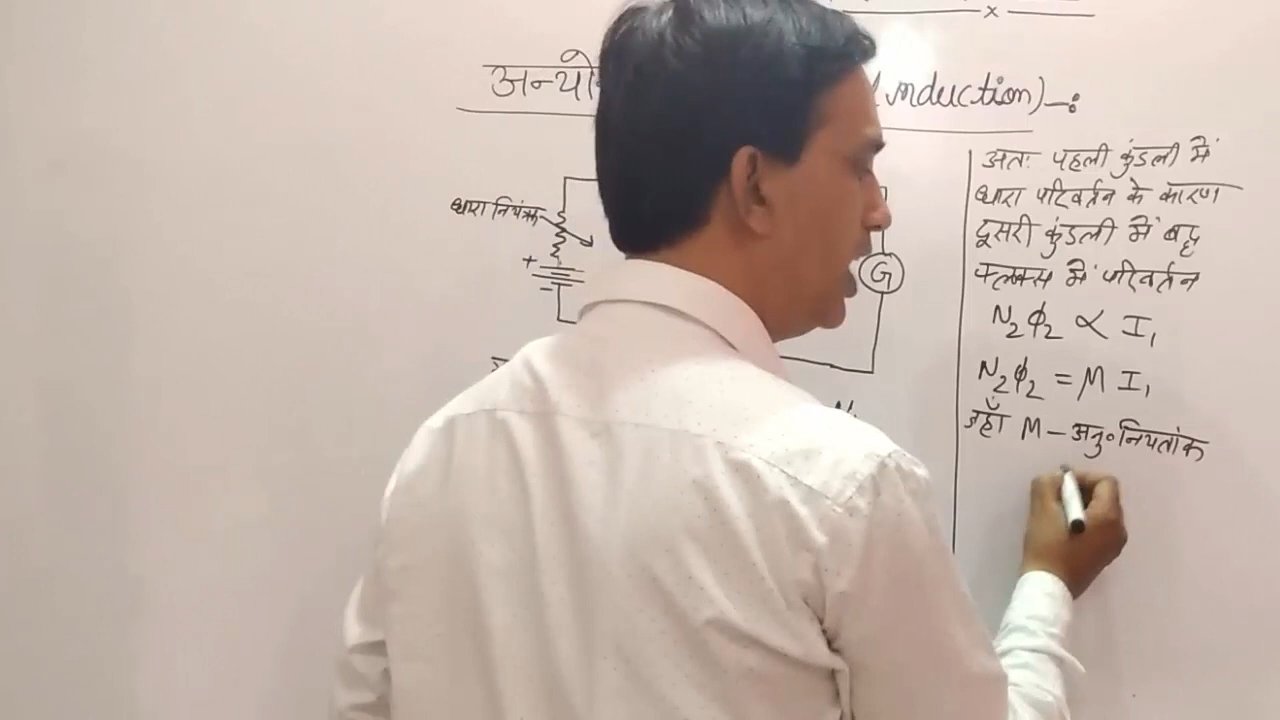 अन्यो
Induction) -:
धारा नियंत्रक
+
-
G
अतः पहली कुंडली में
धारा परिवर्तन के कारण
दूसरी कुंडली में बद्ध
फ्लक्स में परिवर्तन
N₂ϕ₂ ∝ I₁
N₂ϕ₂ = M I₁
जहाँ M - अनु० नियतांक